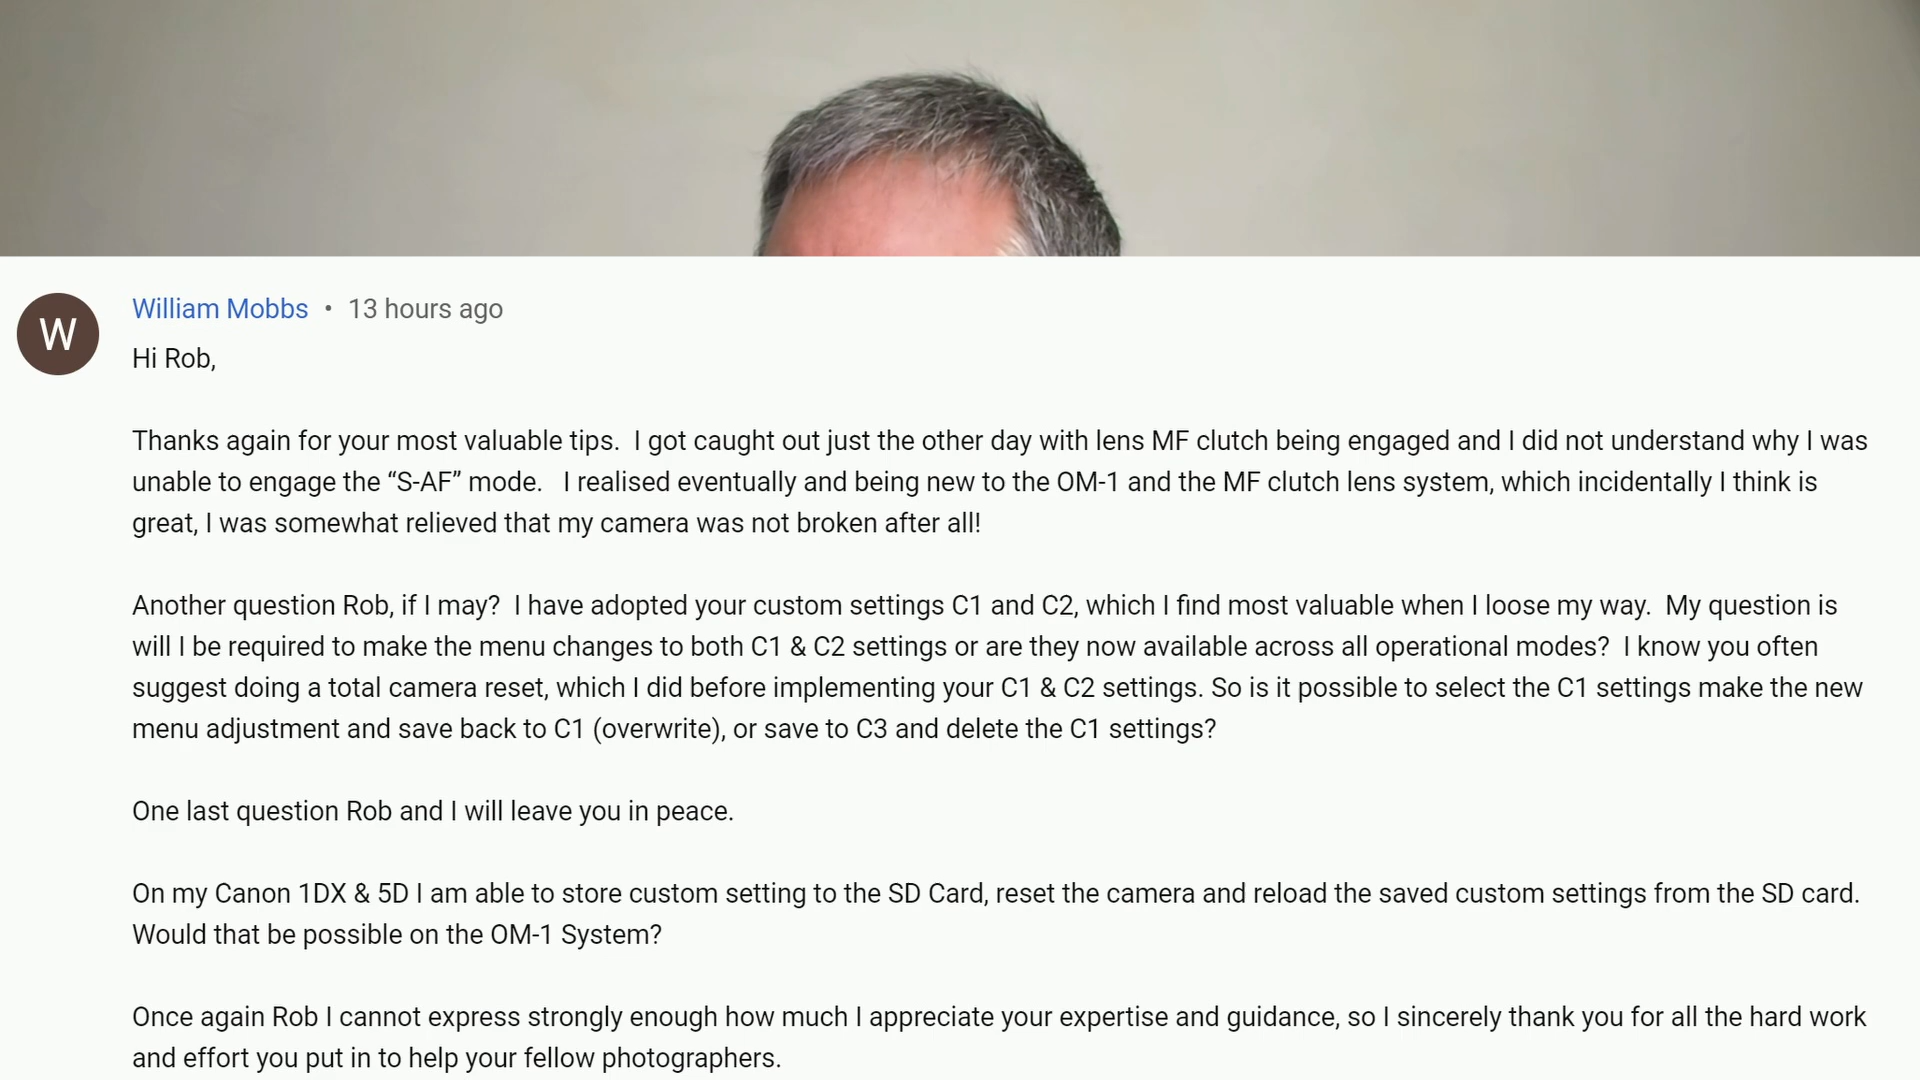 William Mobbs • 13 hours ago
W
Hi Rob,
Thanks again for your most valuable tips.  I got caught out just the other day with lens MF clutch being engaged and I did not understand why I was
unable to engage the “S-AF” mode.   I realised eventually and being new to the OM-1 and the MF clutch lens system, which incidentally I think is
great, I was somewhat relieved that my camera was not broken after all!
Another question Rob, if I may?  I have adopted your custom settings C1 and C2, which I find most valuable when I loose my way.  My question is
will I be required to make the menu changes to both C1 & C2 settings or are they now available across all operational modes?  I know you often
suggest doing a total camera reset, which I did before implementing your C1 & C2 settings. So is it possible to select the C1 settings make the new
menu adjustment and save back to C1 (overwrite), or save to C3 and delete the C1 settings?
One last question Rob and I will leave you in peace.
On my Canon 1DX & 5D I am able to store custom setting to the SD Card, reset the camera and reload the saved custom settings from the SD card.
Would that be possible on the OM-1 System?
Once again Rob I cannot express strongly enough how much I appreciate your expertise and guidance, so I sincerely thank you for all the hard work
and effort you put in to help your fellow photographers.